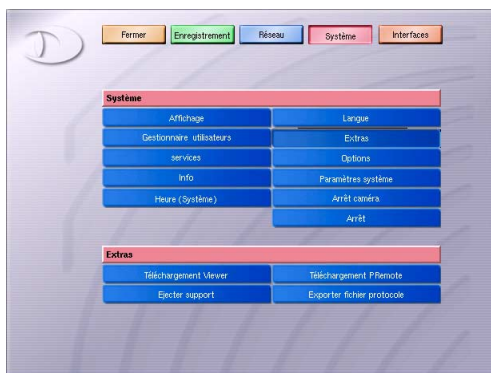 Fermer
Enregistrement
Réseau
Système
Interfaces
Système
Affichage
Langue
Gestionnaire utilisateurs
Extras
services
Options
Info
Paramètres système
Heure (Système)
Arrêt caméra
Arrêt
Extras
Téléchargement Viewer
Téléchargement PRemote
Ejecter support
Exporter fichier protocole